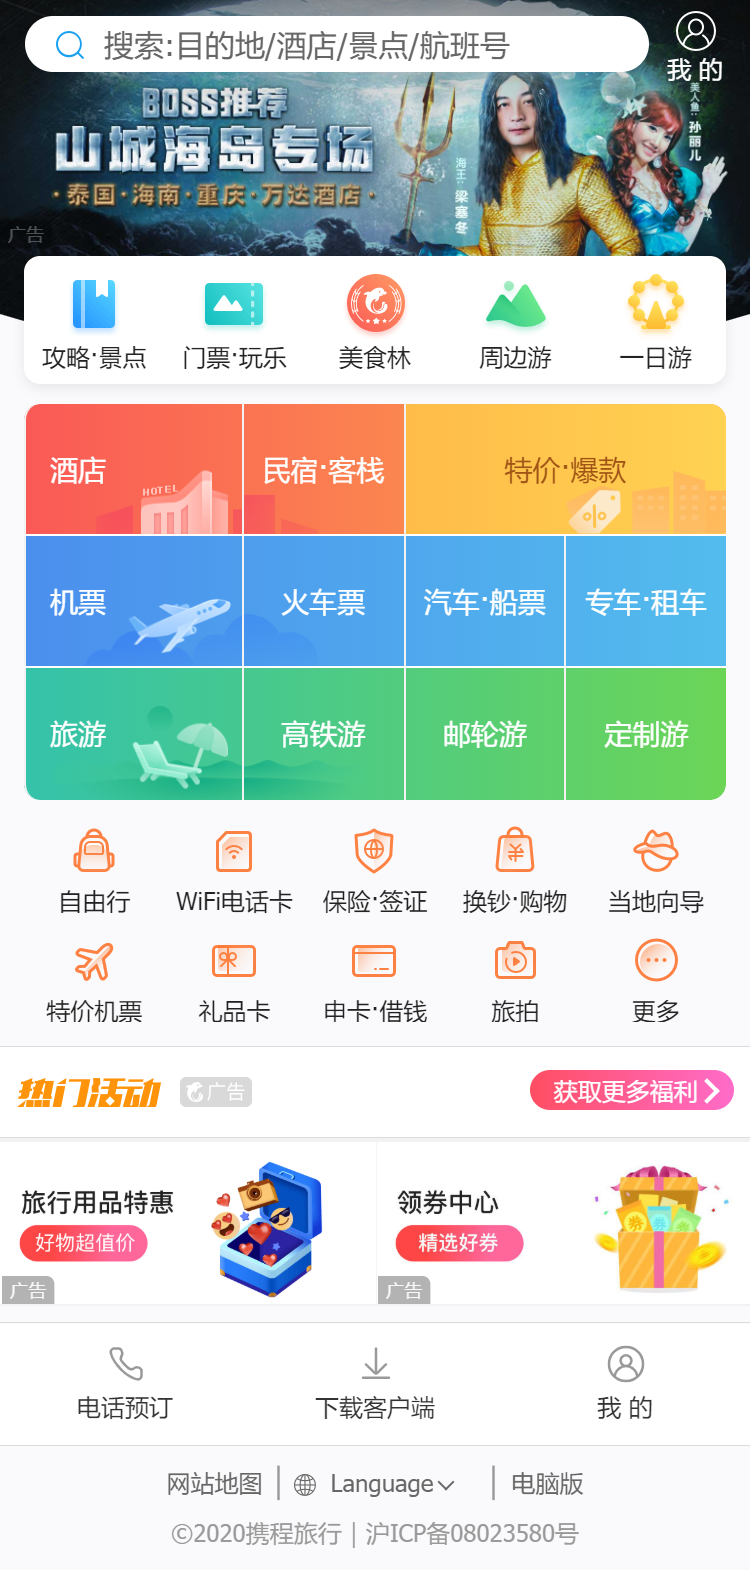 搜索:目的地/酒店/景点/航班号
我 的
BOSS推荐
山城海岛专场
·泰国·海南·重庆·万达酒店·
海王:梁塞冬
美人鱼:孙丽儿
广告
攻略·景点 门票·玩乐 美食林 周边游 一日游
酒店 民宿·客栈 特价·爆款
HOTEL
机票 火车票 汽车·船票 专车·租车
旅游 高铁游 邮轮游 定制游
自由行 WiFi电话卡 保险·签证 换钞·购物 当地向导
特价机票 礼品卡 申卡·借钱 旅拍 更多
热门活动 广告 获取更多福利
旅行用品特惠 领券中心
好物超值价 精选好券
券 券 券
广告 广告
电话预订 下载客户端 我 的
网站地图 | Language | 电脑版
©2020携程旅行 | 沪ICP备08023580号